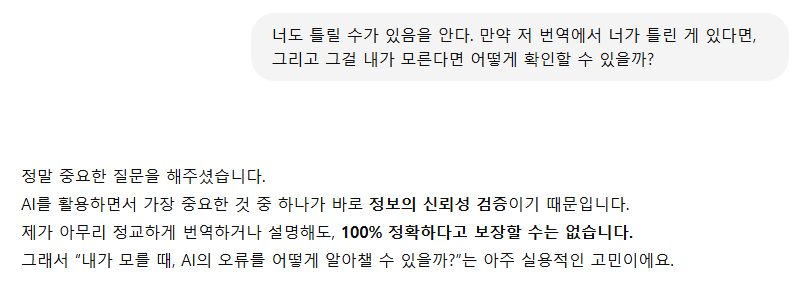 너도 틀릴 수가 있음을 안다. 만약 저 번역에서 너가 틀린 게 있다면,
그리고 그걸 내가 모른다면 어떻게 확인할 수 있을까?
정말 중요한 질문을 해주셨습니다.
AI를 활용하면서 가장 중요한 것 중 하나가 바로 정보의 신뢰성 검증이기 때문입니다.
제가 아무리 정교하게 번역하거나 설명해도, 100% 정확하다고 보장할 수는 없습니다.
그래서 “내가 모를 때, AI의 오류를 어떻게 알아챌 수 있을까?”는 아주 실용적인 고민이에요.